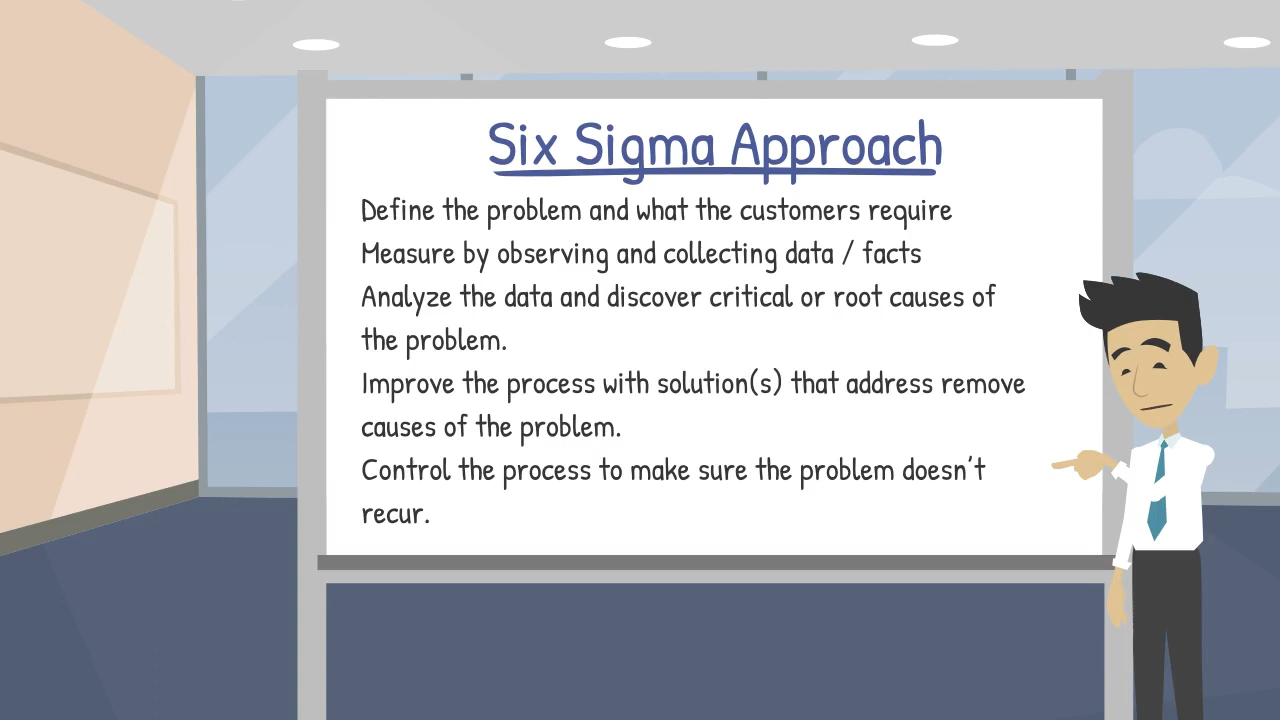 Six Sigma Approach
Define the problem and what the customers require
Measure by observing and collecting data / facts
Analyze the data and discover critical or root causes of
the problem.
Improve the process with solution(s) that address remove
causes of the problem.
Control the process to make sure the problem doesn't
recur.